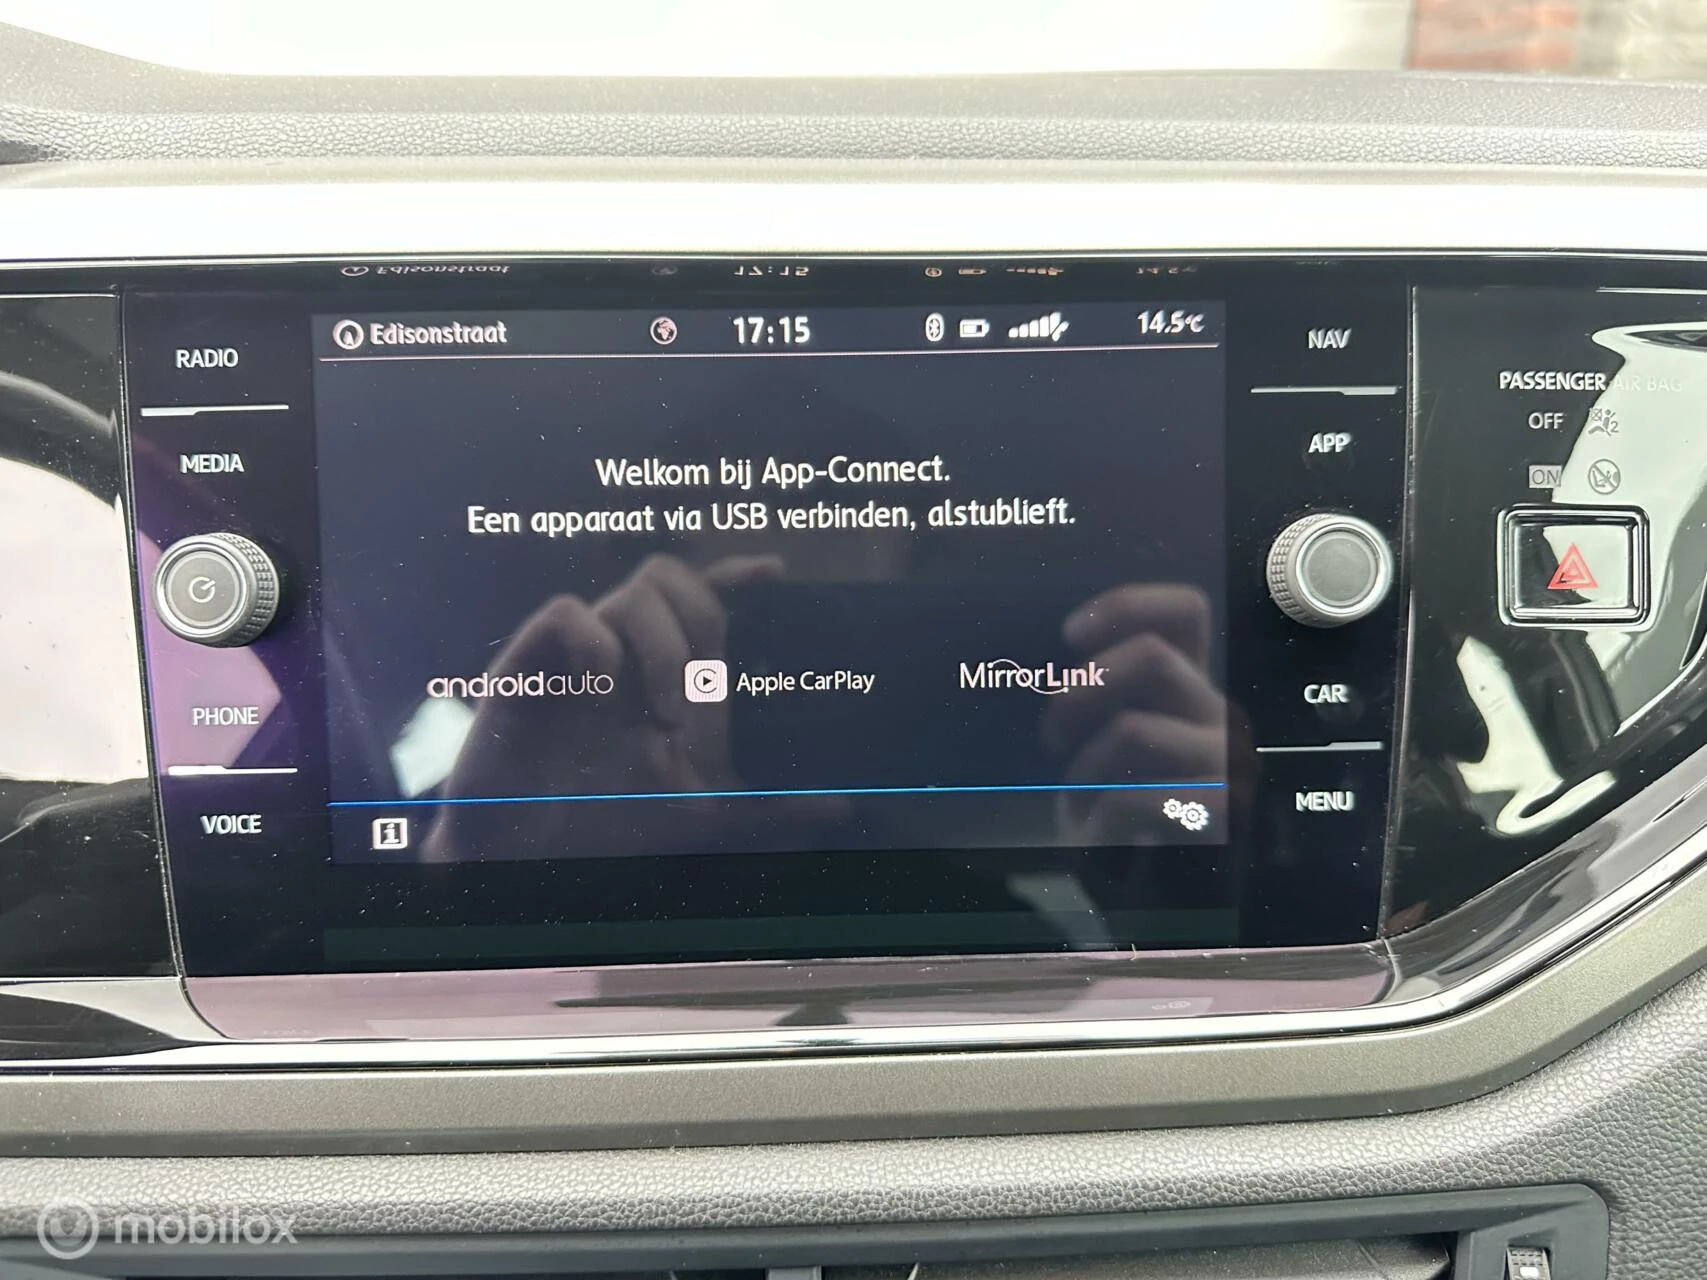 Edisonstraat 17:15 14.5°C
RADIO
MEDIA
PHONE
VOICE
Welkom bij App-Connect.
Een apparaat via USB verbinden, alstublieft.
androidauto Apple CarPlay MirrorLink
i
NAV
APP
CAR
MENU
PASSENGER AIR BAG
OFF
ON
mobilox